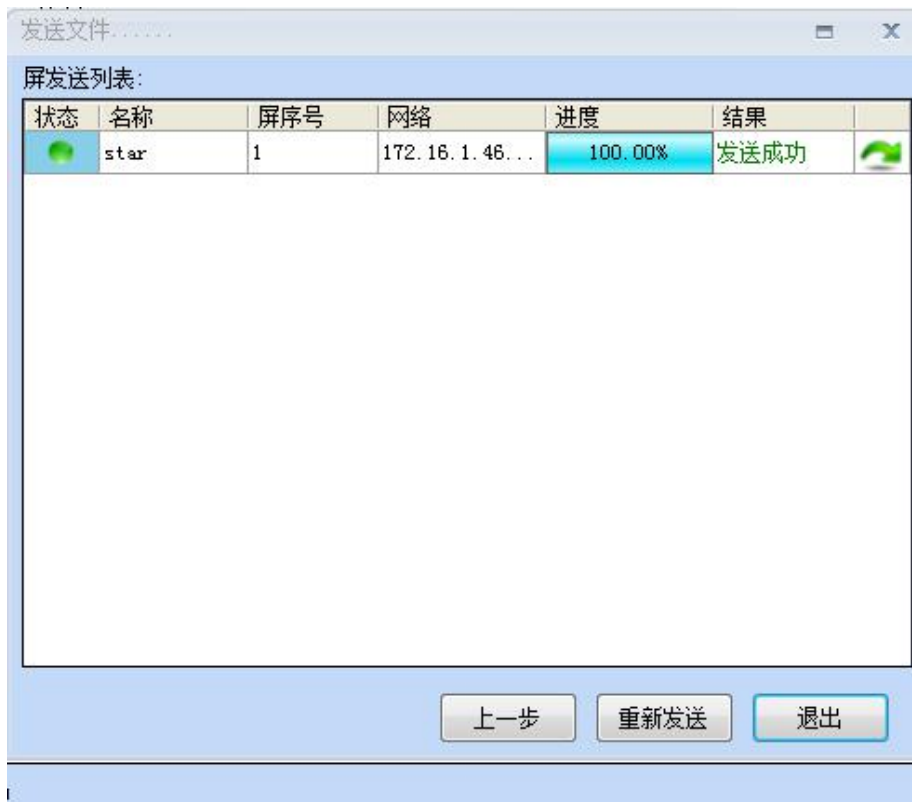 发送文件......
屏发送列表:
状态 名称 屏序号 网络 进度 结果
star 1 172.16.1.46... 100.00% 发送成功
上一步 重新发送 退出